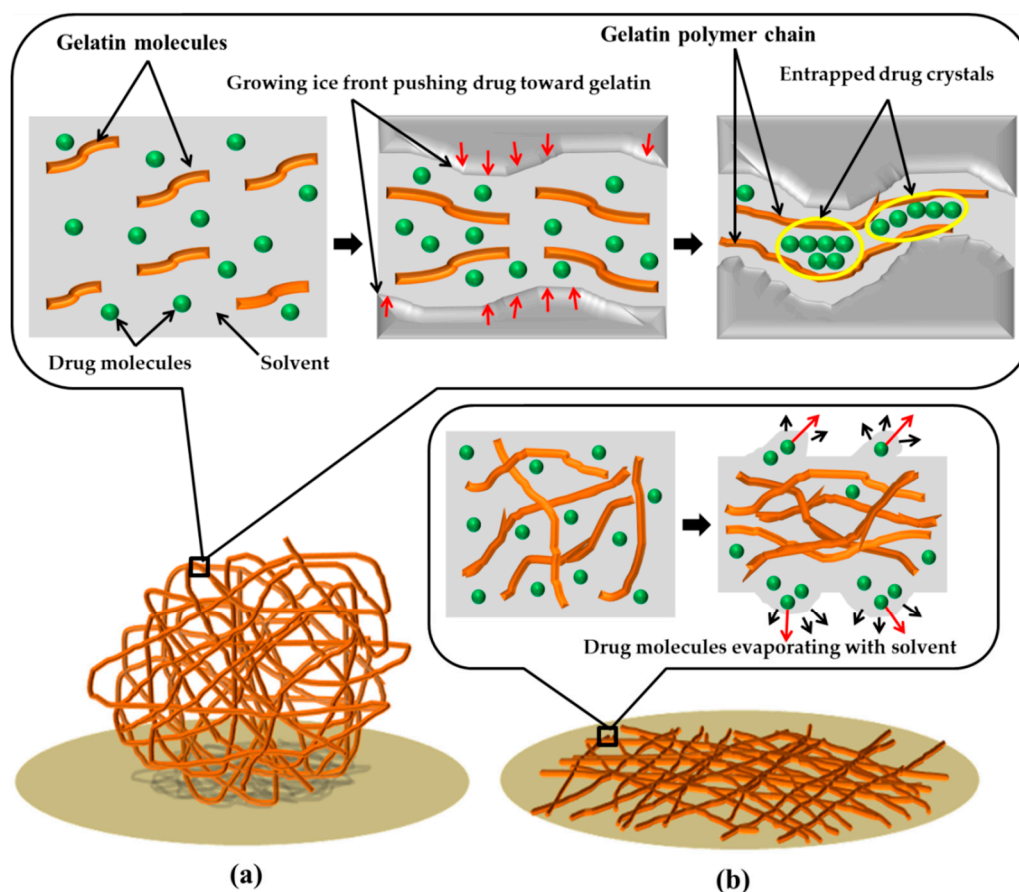 Gelatin molecules
Gelatin polymer chain
Growing ice front pushing drug toward gelatin
Entrapped drug crystals
Drug molecules
Solvent
Drug molecules evaporating with solvent
(a)
(b)